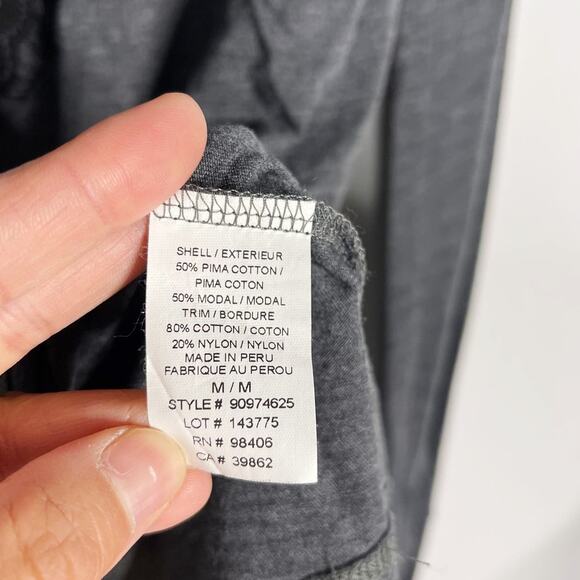 SHELL / EXTERIEUR
50% PIMA COTTON /
PIMA COTON
50% MODAL / MODAL
TRIM / BORDURE
80% COTTON / COTON
20% NYLON / NYLON
MADE IN PERU
FABRIQUE AU PEROU
M / M
STYLE# 90974625
LOT # 143775
RN # 98406
CA # 39862